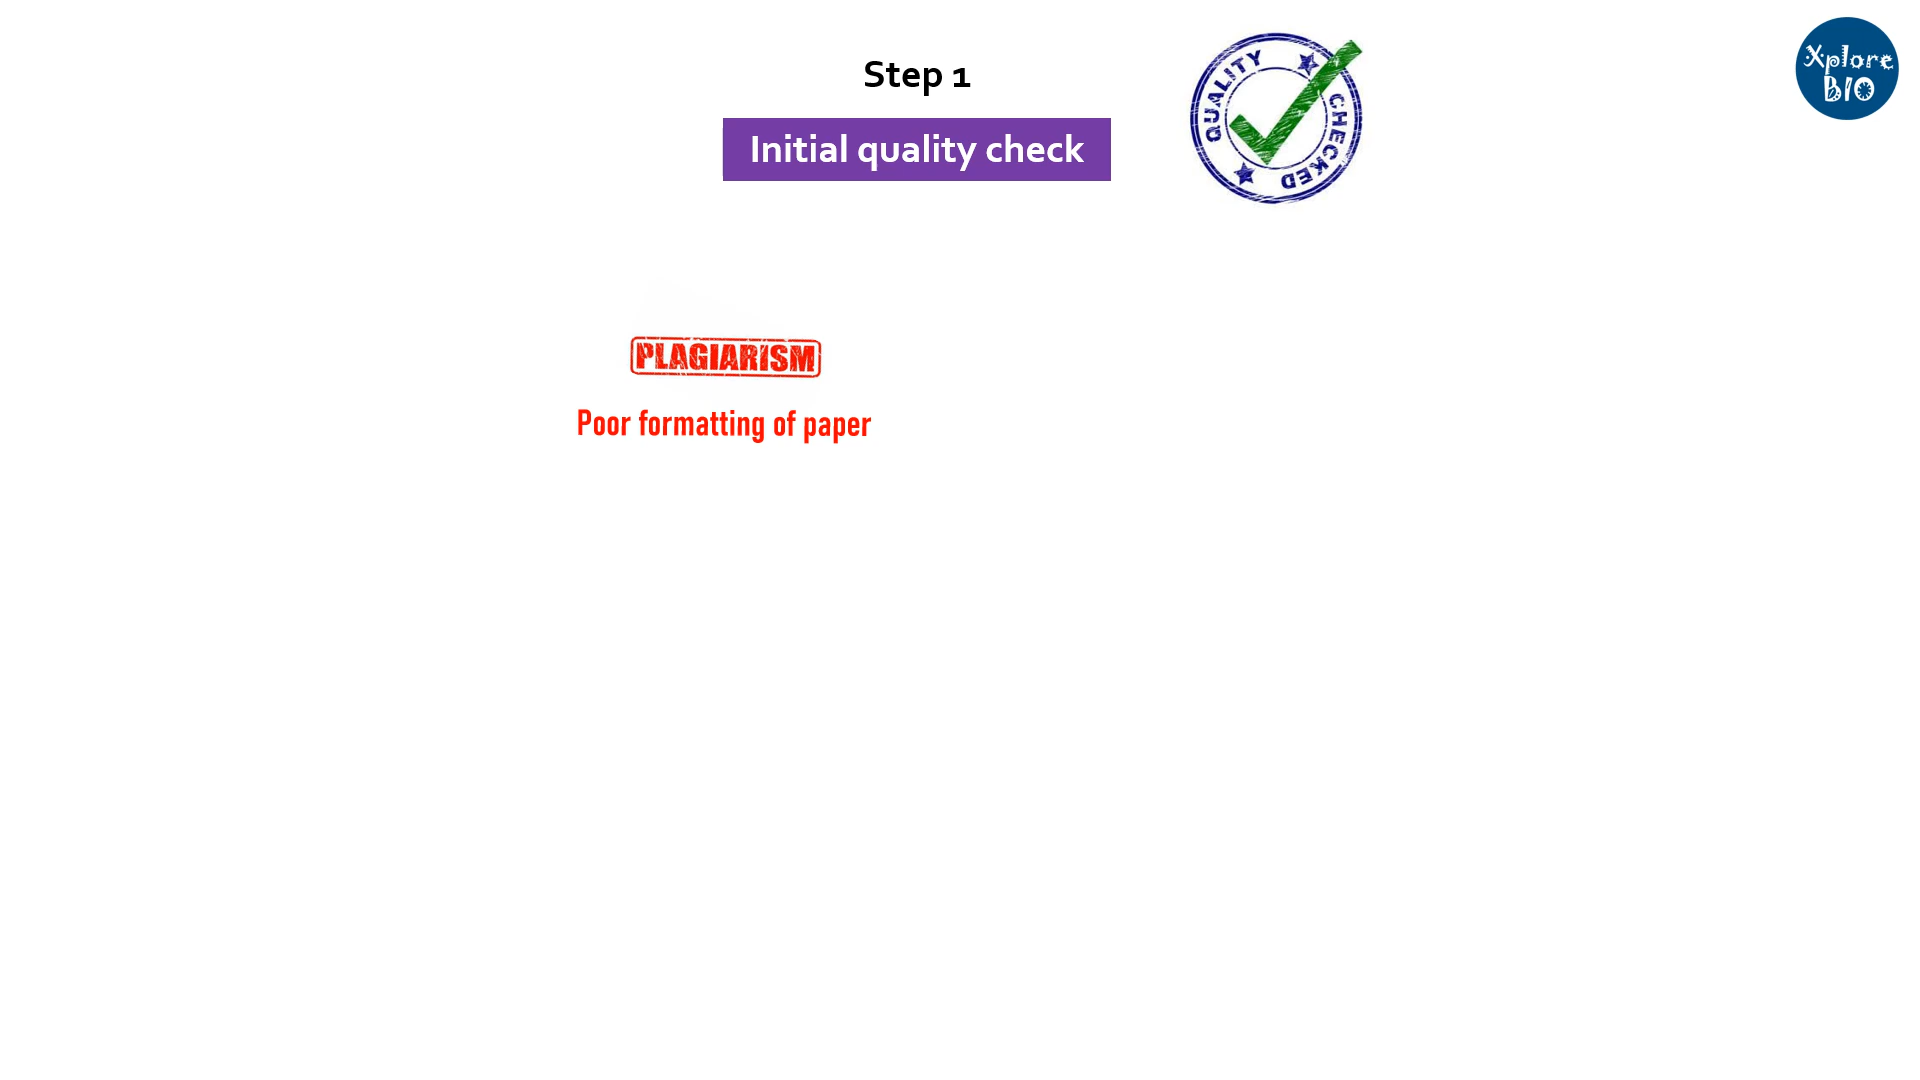 Step 1
Initial quality check
QUALITY CHECKED
Xplore
BIO
PLAGIARISM
Poor formatting of paper